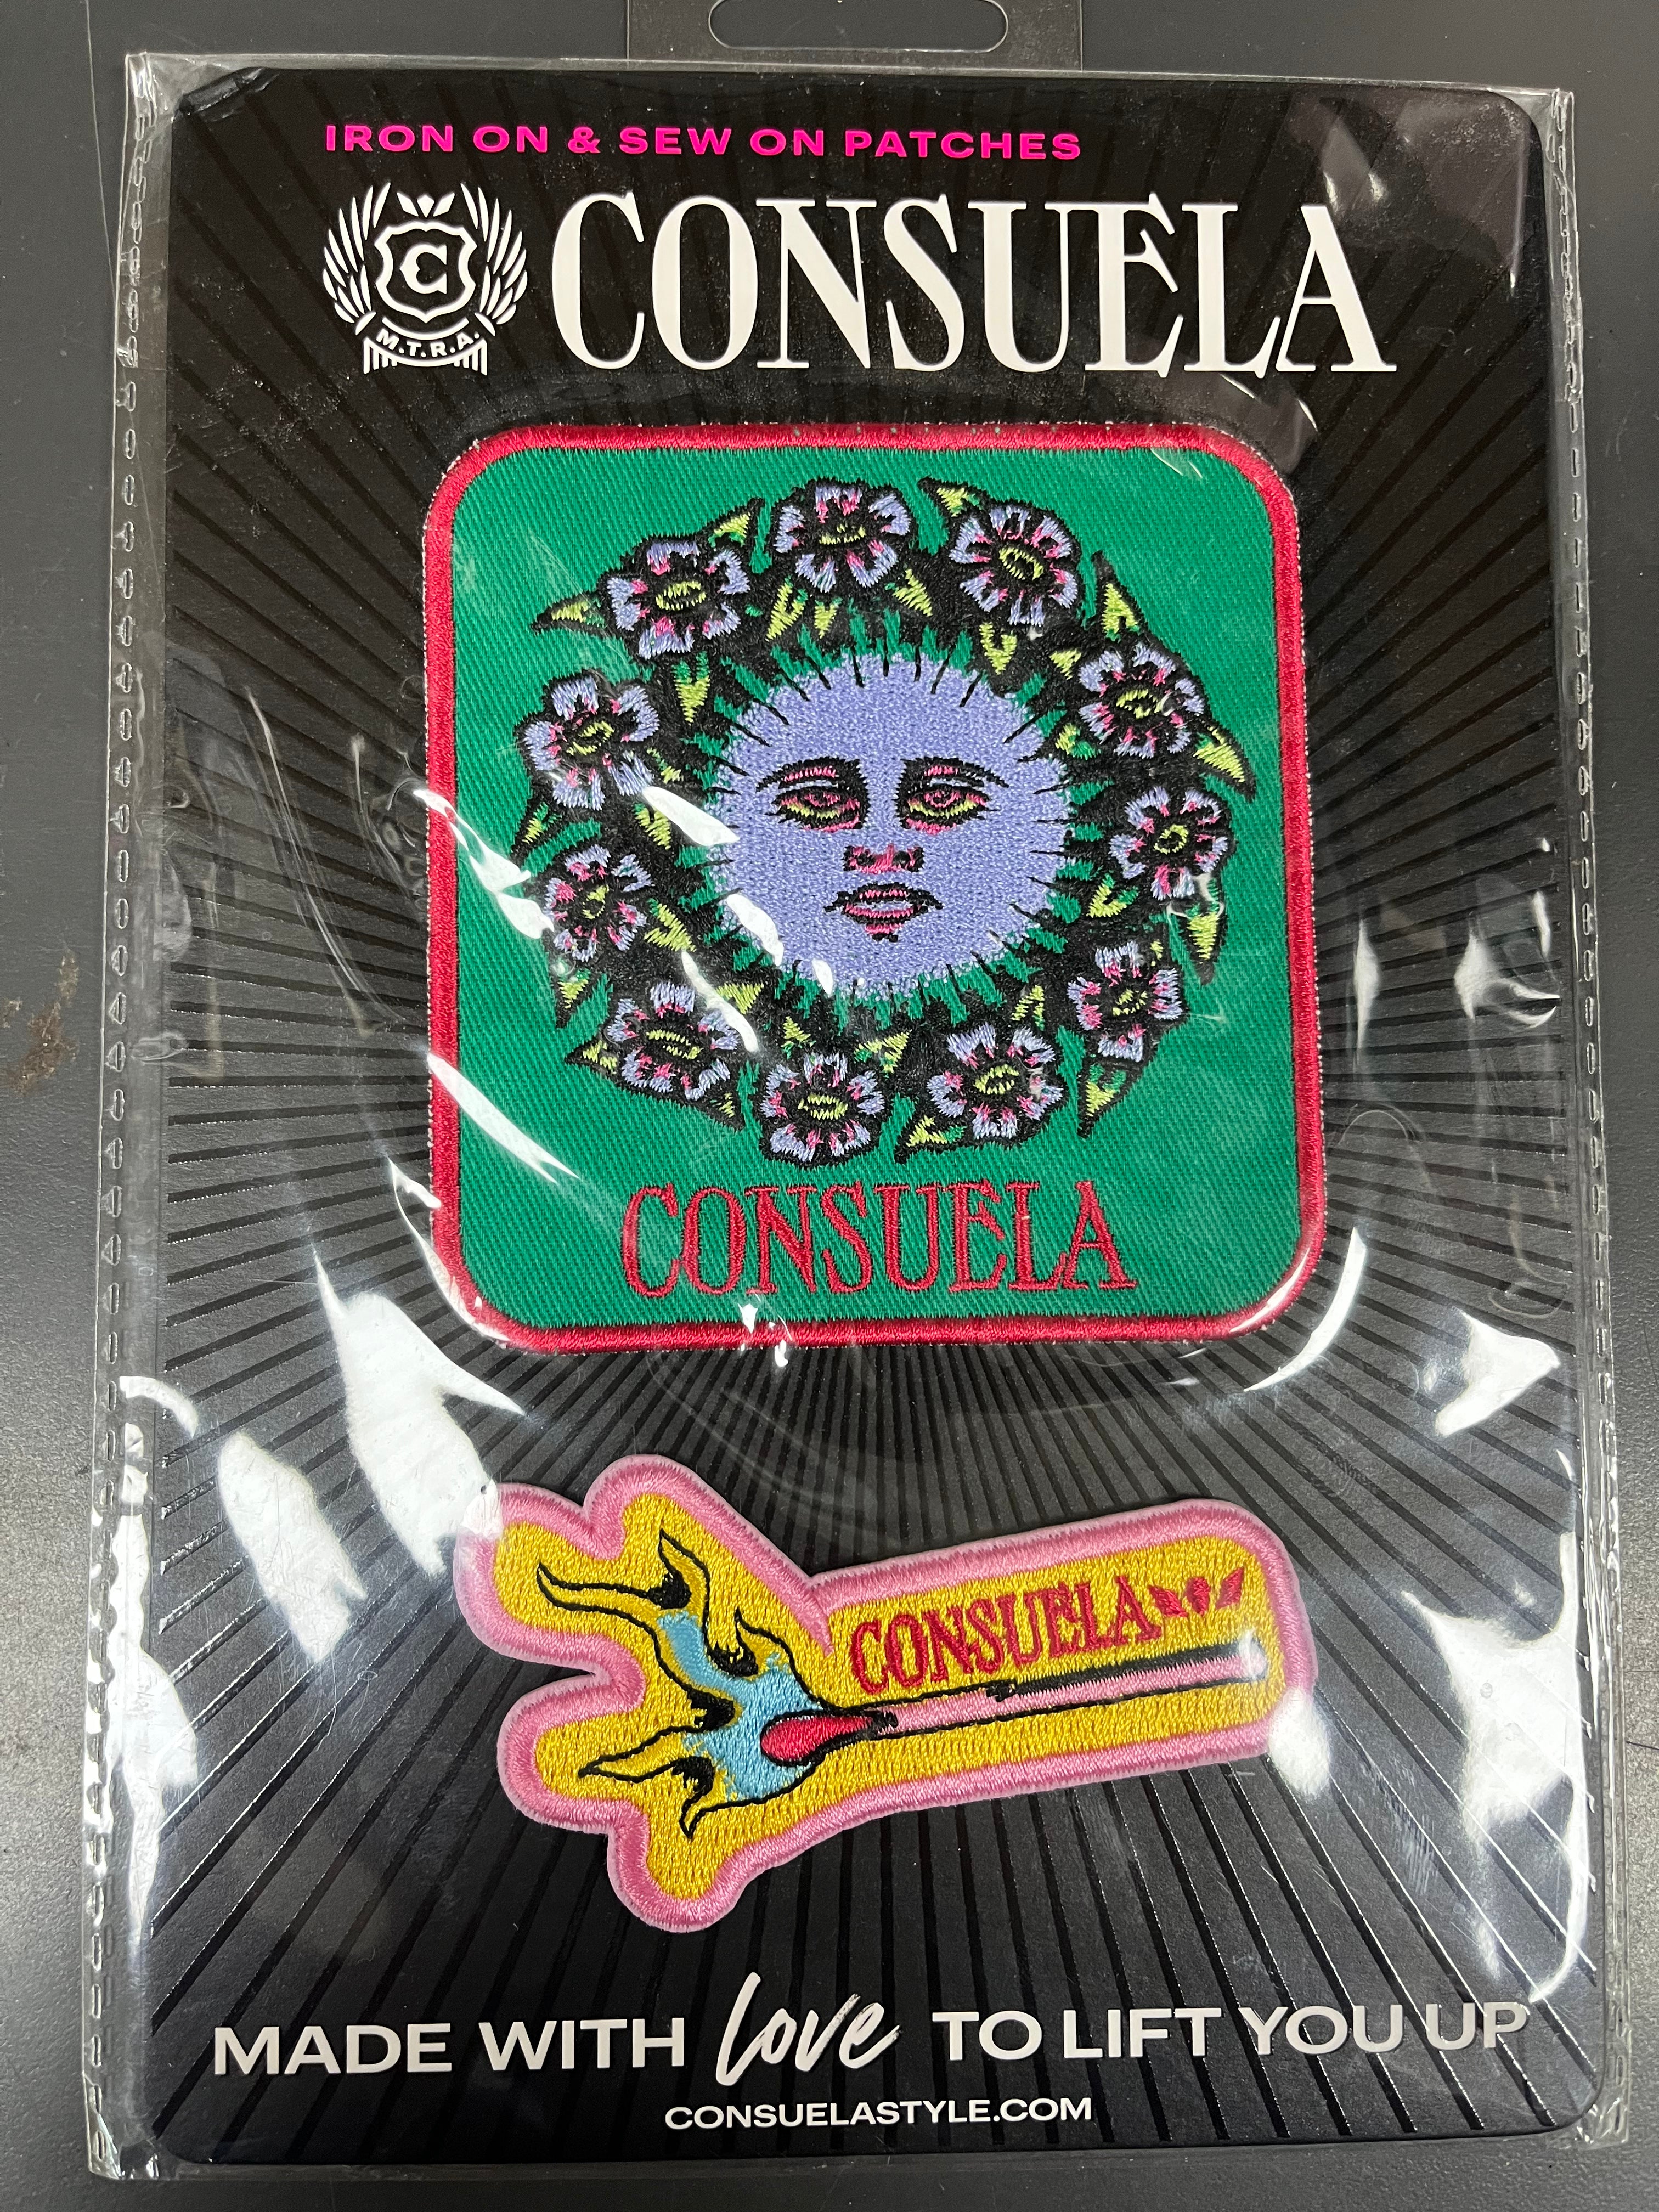 IRON ON & SEW ON PATCHES
C
M.T.R.A.
CONSUELA
CONSUELA
CONSUELA
MADE WITH love TO LIFT YOU UP
CONSUELASTYLE.COM